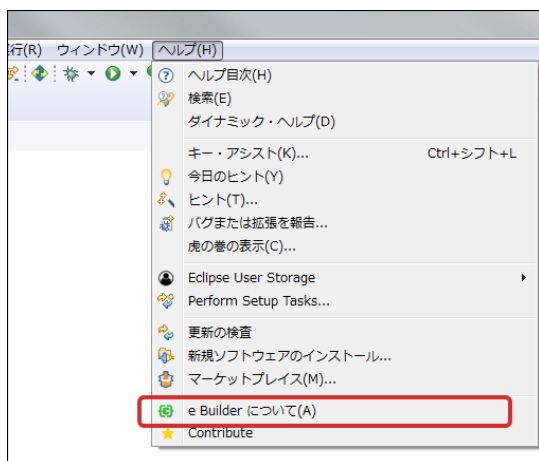 行(R) ウィンドウ(W) ヘルプ(H)
ヘルプ目次(H)
検索(E)
ダイナミック・ヘルプ(D)
キー・アシスト(K)... Ctrl+シフト+L
今日のヒント(Y)
ヒント(T)...
バグまたは拡張を報告...
虎の巻の表示(C)...
Eclipse User Storage
Perform Setup Tasks...
更新の検査
新規ソフトウェアのインストール...
マーケットプレイス(M)...
e Builder について(A)
Contribute